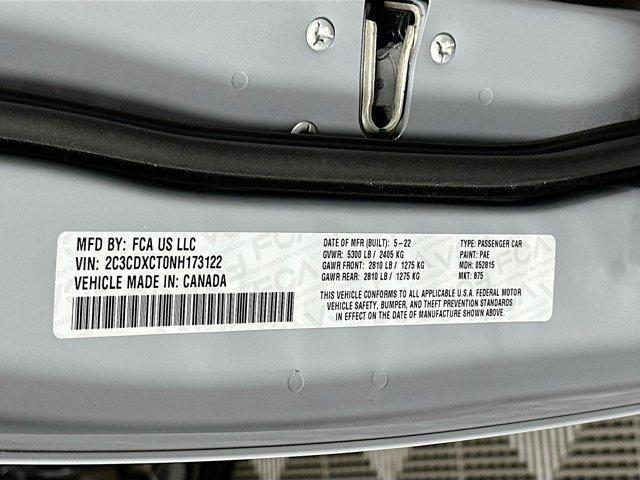 MFD BY: FCA US LLC
VIN: 2C3CDXCT0NH173122
VEHICLE MADE IN: CANADA
DATE OF MFR (BUILT): 5-22
GVWR: 5300 LB / 2405 KG
GAWR FRONT: 2810 LB / 1275 KG
GAWR REAR: 2810 LB / 1275 KG
TYPE: PASSENGER CAR
PAINT: PAE
MDH: 052615
MKT: 875
THIS VEHICLE CONFORMS TO ALL APPLICABLE U.S.A. FEDERAL MOTOR
VEHICLE SAFETY, BUMPER, AND THEFT PREVENTION STANDARDS
IN EFFECT ON THE DATE OF MANUFACTURE SHOWN ABOVE.